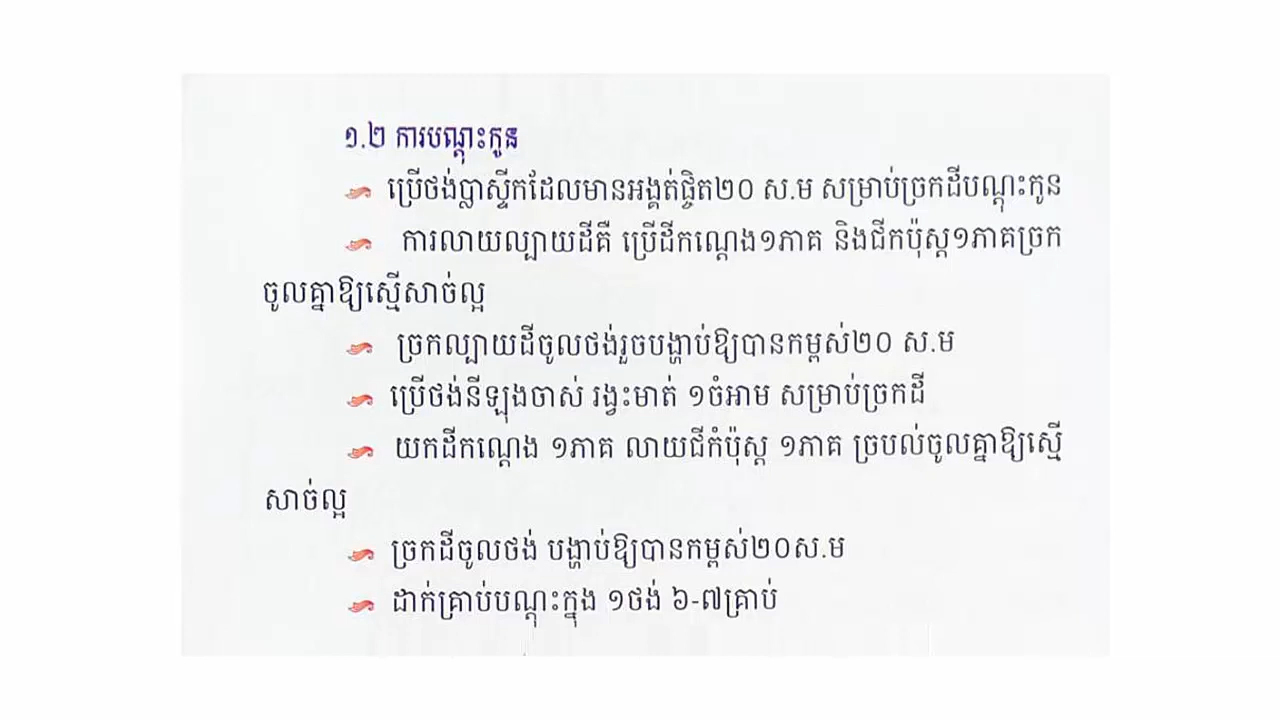 ១.២ ការបណ្ដុះកូន
ប្រើថង់ប្លាស្ទីកដែលមានអង្កត់ផ្ចិត២០ ស.ម សម្រាប់ច្រកដីបណ្ដុះកូន
ការលាយល្បាយដីគឺ ប្រើដីកណ្ដេង១ភាគ និងជីកប៉ុស្ត១ភាគច្រក
ចូលគ្នាឱ្យស្មើសាច់ល្អ
ច្រកល្បាយដីចូលថង់រួចបង្ហាប់ឱ្យបានកម្ពស់២០ ស.ម
ប្រើថង់នីឡុងចាស់ រង្វះមាត់ ១ចំអាម សម្រាប់ច្រកដី
យកដីកណ្ដេង ១ភាគ លាយជីកំប៉ុស្ត ១ភាគ ច្របល់ចូលគ្នាឱ្យស្មើ
សាច់ល្អ
ច្រកដីចូលថង់ បង្ហាប់ឱ្យបានកម្ពស់២០ស.ម
ដាក់គ្រាប់បណ្ដុះក្នុង ១ថង់ ៦-៧គ្រាប់